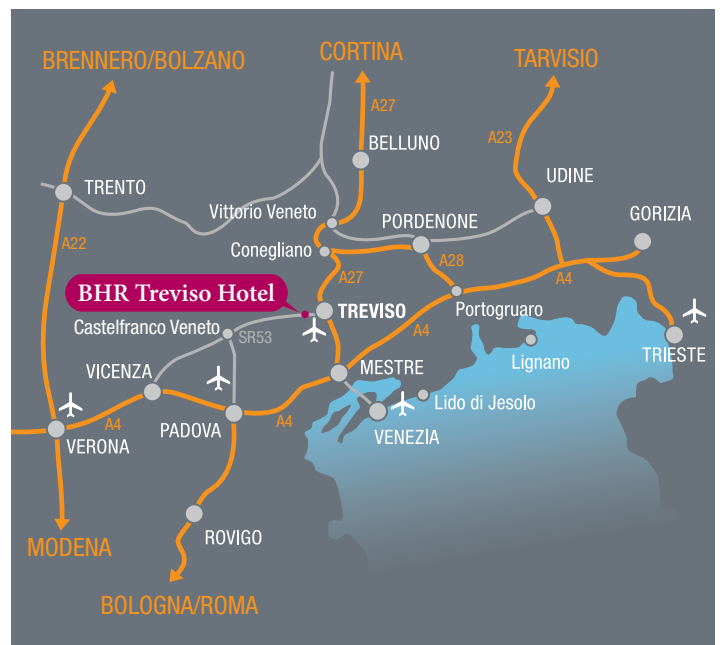 CORTINA
BRENNERO/BOLZANO
TARVISIO
A27
A23
BELLUNO
UDINE
TRENTO
Vittorio Veneto
PORDENONE
GORIZIA
A22
Conegliano
A28
A27
A4
BHR Treviso Hotel
TREVISO
Portogruaro
Castelfranco Veneto
SR53
A4
TRIESTE
Lignano
VICENZA
MESTRE
Lido di Jesolo
A4
PADOVA
A4
VENEZIA
VERONA
ROVIGO
MODENA
BOLOGNA/ROMA